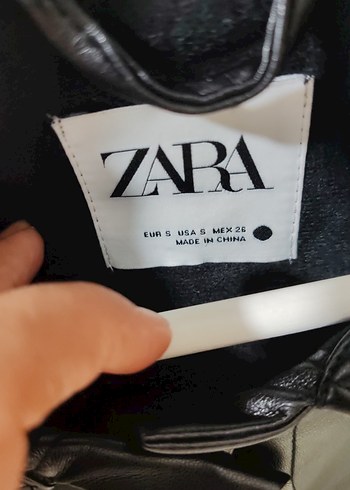 ZARA
EUR S USA S MEX 26
MADE IN CHINA